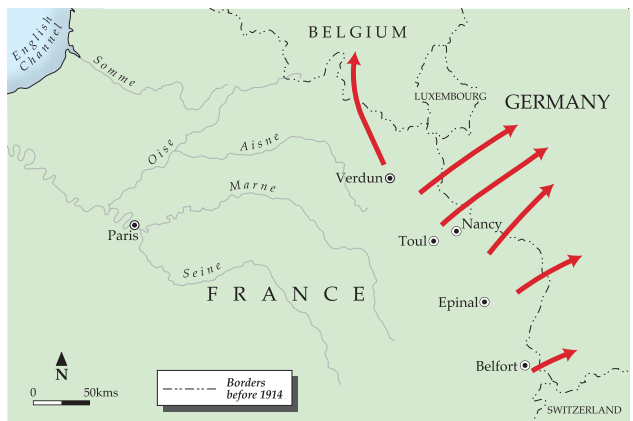 English
Channel
BELGIUM
Somme
LUXEMBOURG
GERMANY
Oise
Aisne
Verdun
Marne
Paris
Nancy
Toul
Seine
FRANCE
Epinal
Belfort
N
0 50kms
Borders
before 1914
SWITZERLAND